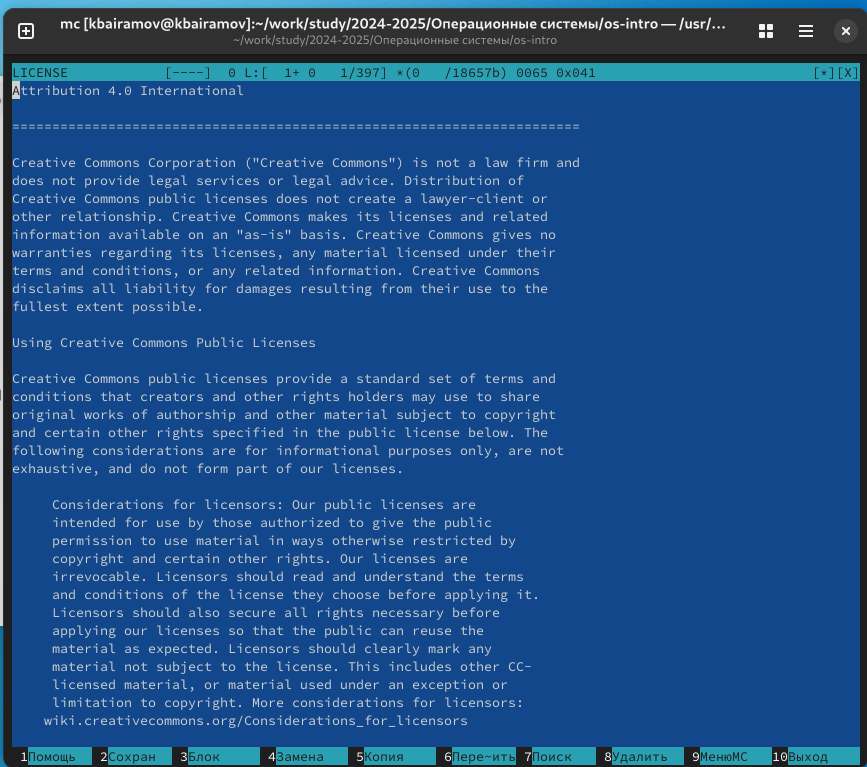 mc [kbairamov@kbairamov]:~/work/study/2024-2025/Операционные системы/os-intro — /usr/…
~/work/study/2024-2025/Операционные системы/os-intro
LICENSE [----] 0 L:[ 1+ 0 1/397] *(0 /18657b) 0065 0x041 [*][X]
Attribution 4.0 International
=======================================================================
Creative Commons Corporation ("Creative Commons") is not a law firm and
does not provide legal services or legal advice. Distribution of
Creative Commons public licenses does not create a lawyer-client or
other relationship. Creative Commons makes its licenses and related
information available on an "as-is" basis. Creative Commons gives no
warranties regarding its licenses, any material licensed under their
terms and conditions, or any related information. Creative Commons
disclaims all liability for damages resulting from their use to the
fullest extent possible.
Using Creative Commons Public Licenses
Creative Commons public licenses provide a standard set of terms and
conditions that creators and other rights holders may use to share
original works of authorship and other material subject to copyright
and certain other rights specified in the public license below. The
following considerations are for informational purposes only, are not
exhaustive, and do not form part of our licenses.
Considerations for licensors: Our public licenses are
intended for use by those authorized to give the public
permission to use material in ways otherwise restricted by
copyright and certain other rights. Our licenses are
irrevocable. Licensors should read and understand the terms
and conditions of the license they choose before applying it.
Licensors should also secure all rights necessary before
applying our licenses so that the public can reuse the
material as expected. Licensors should clearly mark any
material not subject to the license. This includes other CC-
licensed material, or material used under an exception or
limitation to copyright. More considerations for licensors:
wiki.creativecommons.org/Considerations_for_licensors
1Помощь 2Сохран 3Блок 4Замена 5Копия 6Пере~ить 7Поиск 8Удалить 9МенюМС 10Выход